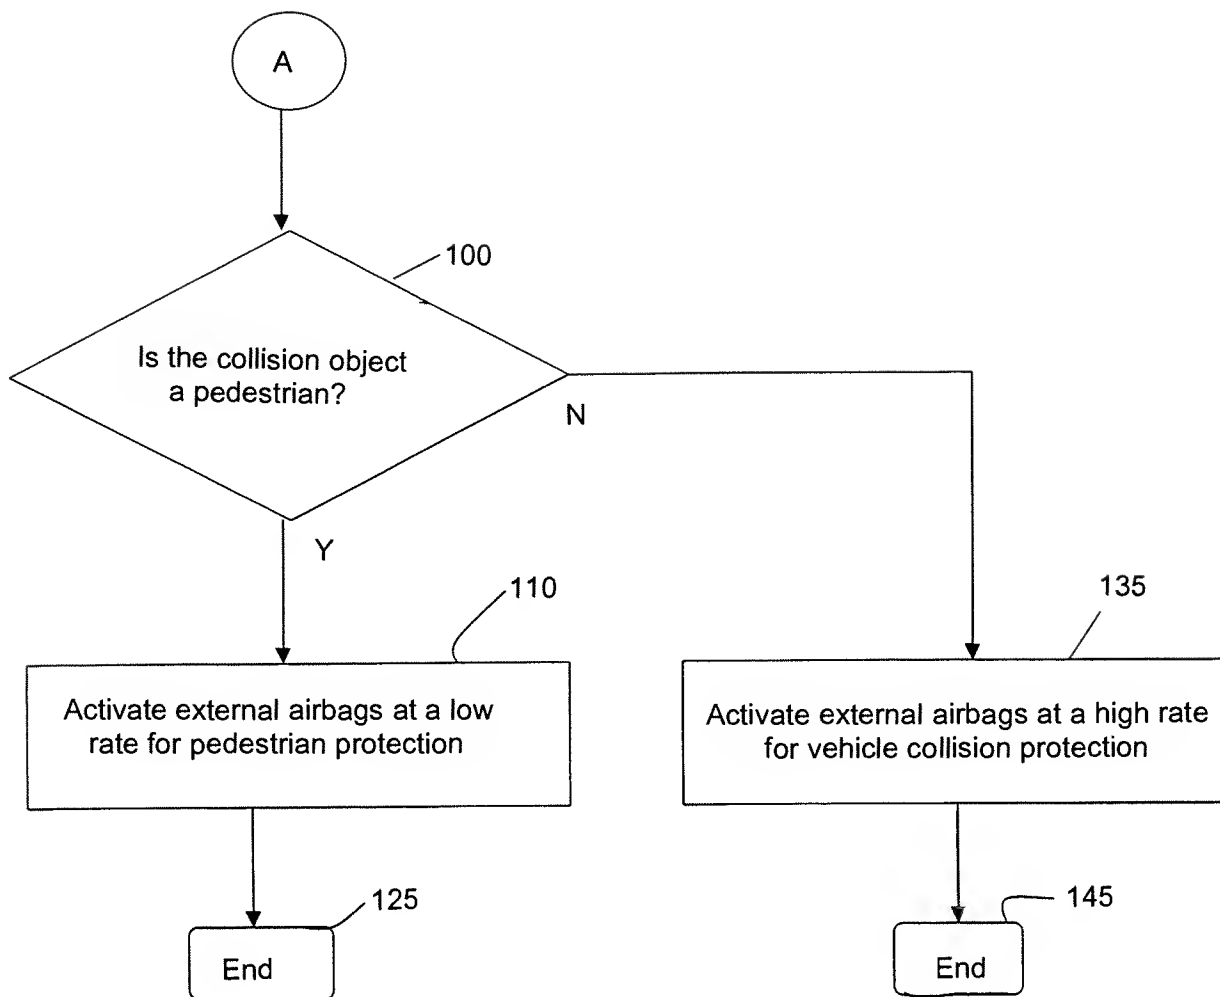 A
100
Is the collision object
a pedestrian?
N
Y
110
135
Activate external airbags at a low
rate for pedestrian protection
Activate external airbags at a high rate
for vehicle collision protection
125
145
End
End